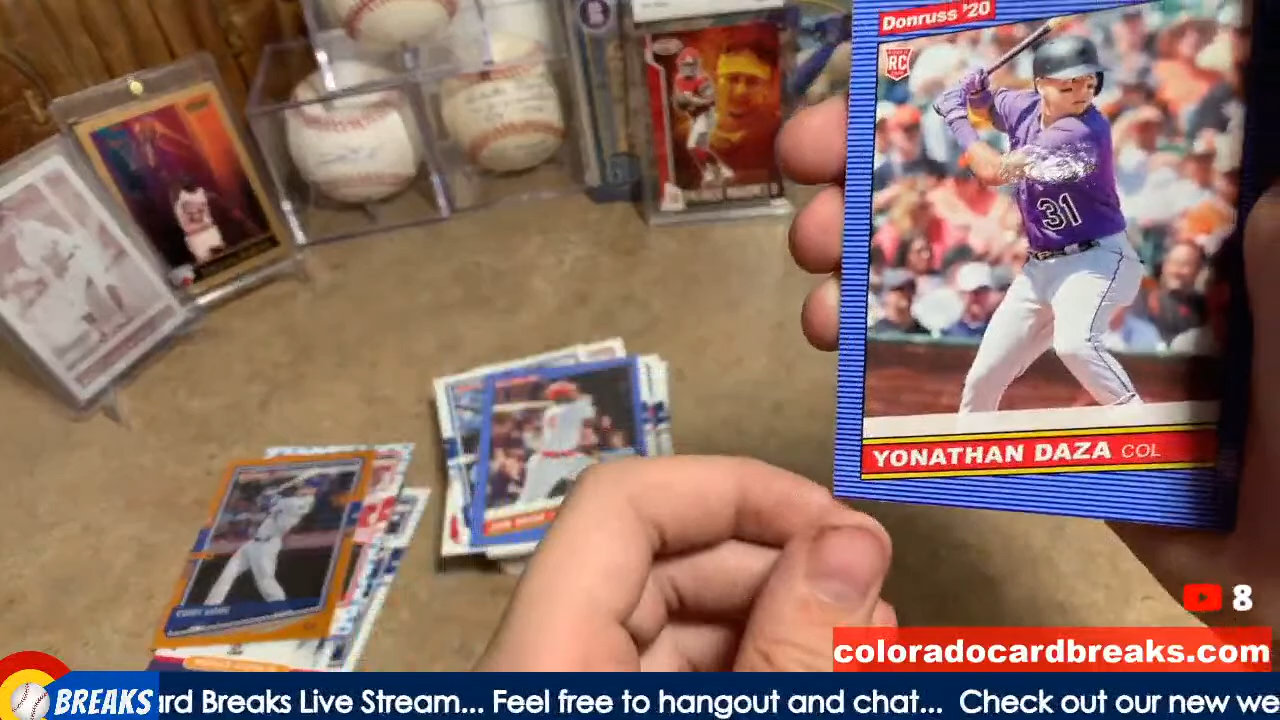 Donruss '20
RC
31
YONATHAN DAZA COL
8
coloradocardbreaks.com
BREAKS
ard Breaks Live Stream... Feel free to hangout and chat... Check out our new we